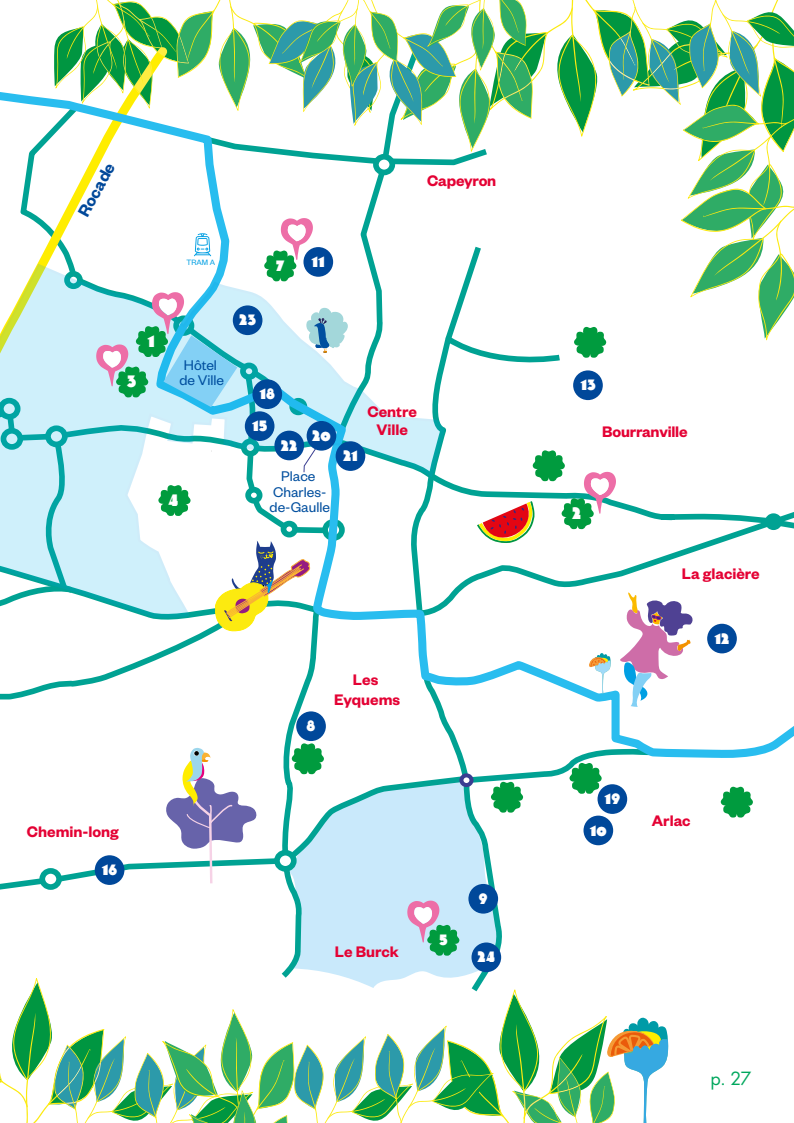 Capeyron
Rocade
TRAM A
7
11
23
1
3
Hôtel
de Ville
18
15
22
20
21
Centre
Ville
13
Bourranville
Place
Charles-
de-Gaulle
4
2
La glacière
12
Les
Eyquems
8
19
10
Arlac
Chemin-long
16
9
5
Le Burck
24
p. 27